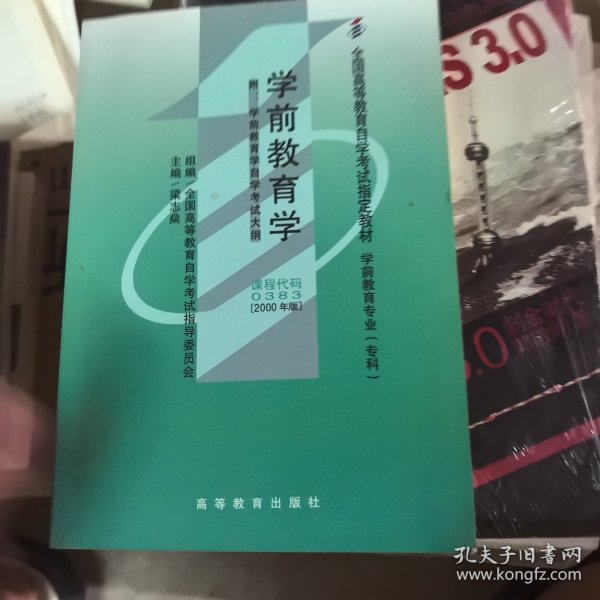 全国高等教育自学考试指定教材 学前教育专业（专科）
学前教育学
附：学前教育学自学考试大纲
课程代码
0383
[2000年版]
组编／全国高等教育自学考试指导委员会
主编／梁志燊
高等教育出版社
S 3.0
3.0
孔夫子旧书网
www.kongfz.com